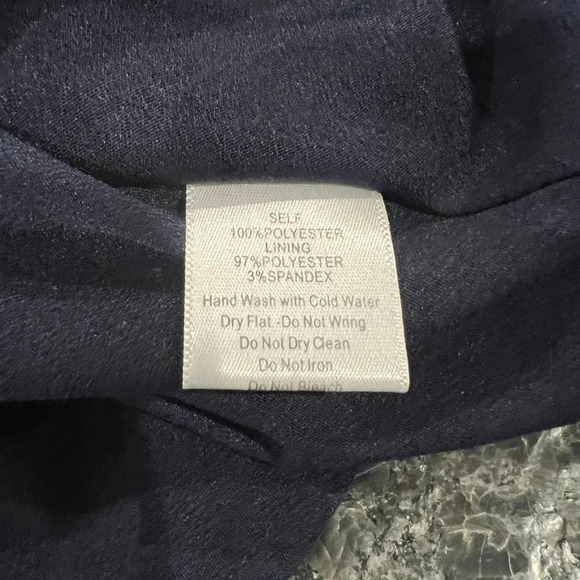 SELF
100%POLYESTER
LINING
97%POLYESTER
3%SPANDEX
Hand Wash with Cold Water
Dry Flat -Do Not Wring
Do Not Dry Clean
Do Not Iron
Do Not Bleach